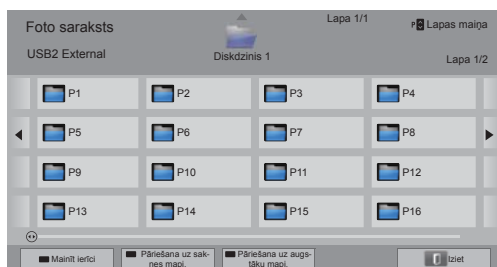 Foto saraksts
Lapa 1/1
P Lapas maiņa
USB2 External
Diskdzinis 1
Lapa 1/2
P1
P2
P3
P4
P5
P6
P7
P8
P9
P10
P11
P12
P13
P14
P15
P16
Mainīt ierīci
Pāriešana uz sak-
nes mapi.
Pāriešana uz augs-
tāku mapi.
Iziet